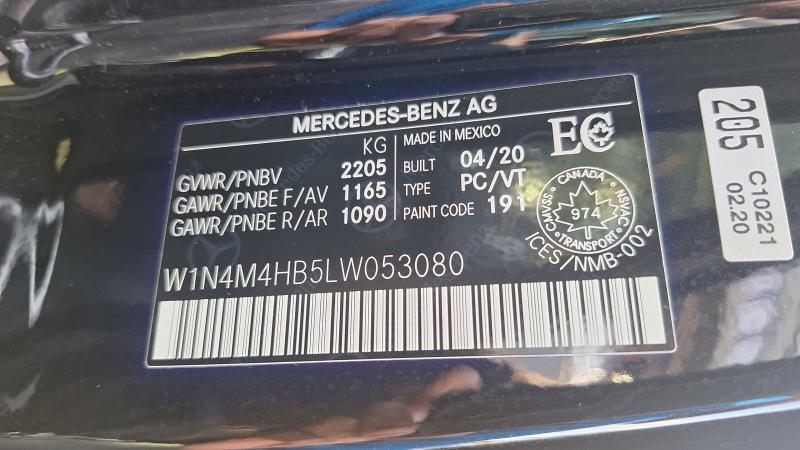 MERCEDES-BENZ AG
KG
GVWR/PNBV 2205
GAWR/PNBE F/AV 1165
GAWR/PNBE R/AR 1090
MADE IN MEXICO
BUILT 04/20
TYPE PC/VT
PAINT CODE 191
EC
CANADA
CMVSS NSVAC
974
TRANSPORT
ICES/NMB-002
W1N4M4HB5LW053080
205
C10221
02.20